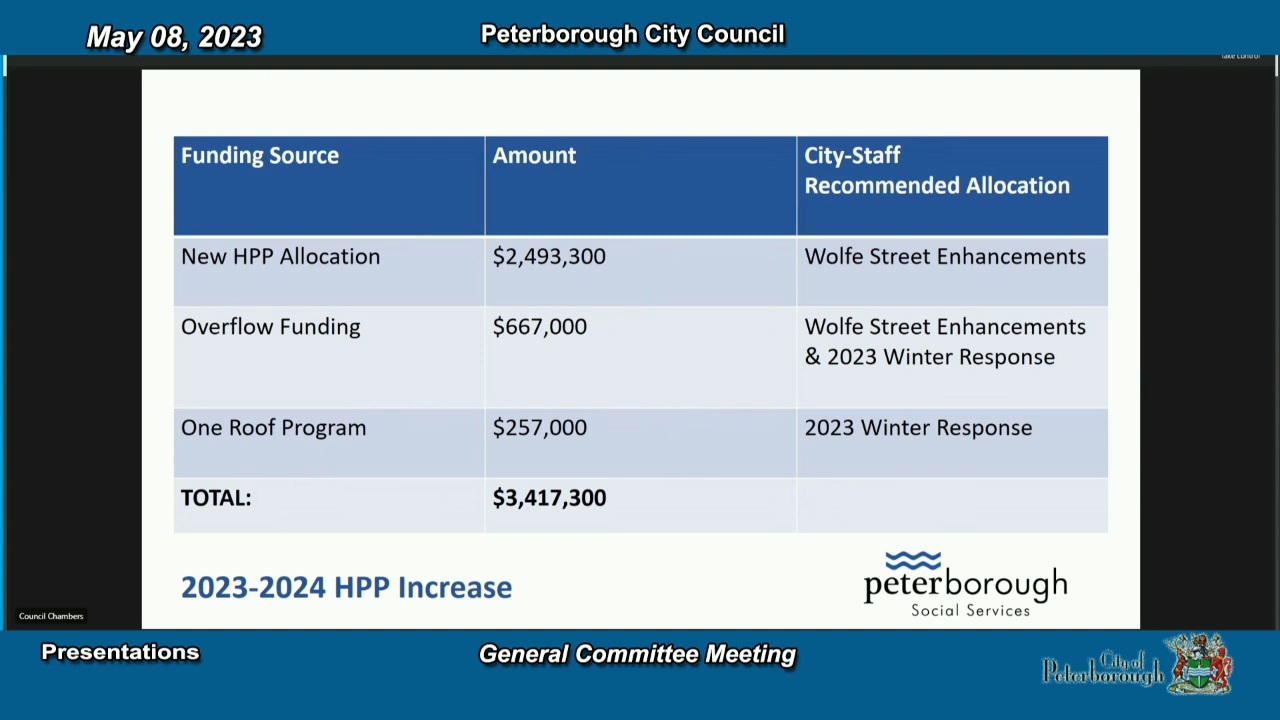 May 08, 2023
Peterborough City Council
Take Control
Funding Source
Amount
City-Staff
Recommended Allocation
New HPP Allocation
$2,493,300
Wolfe Street Enhancements
Overflow Funding
$667,000
Wolfe Street Enhancements
& 2023 Winter Response
One Roof Program
$257,000
2023 Winter Response
TOTAL:
$3,417,300
2023-2024 HPP Increase
peterborough
Social Services
Council Chambers
Presentations
General Committee Meeting
City of
Peterborough